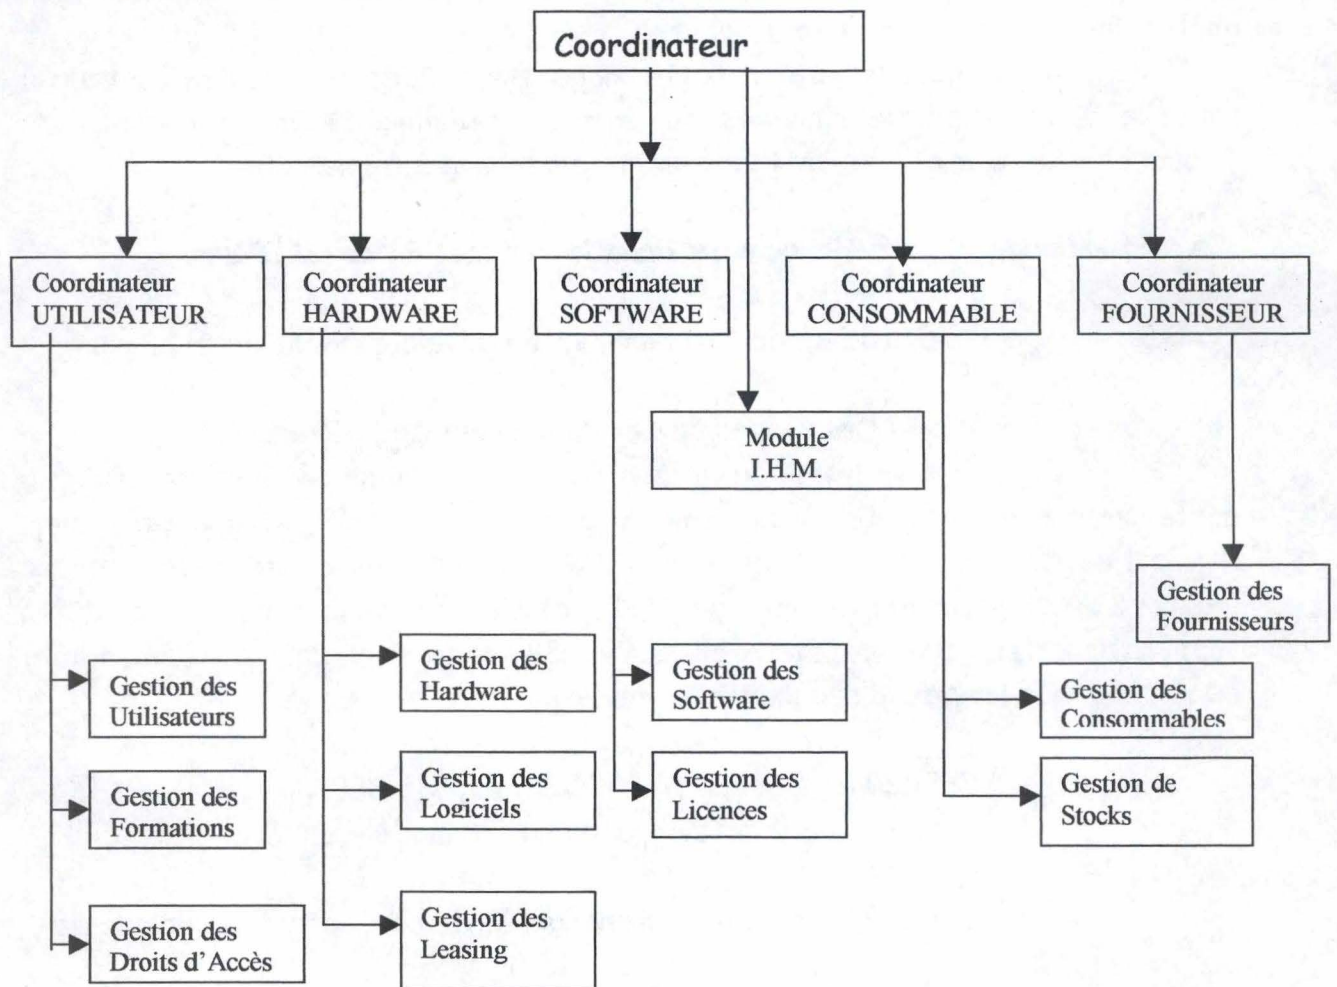 Coordinateur
Coordinateur
UTILISATEUR
Coordinateur
HARDWARE
Coordinateur
SOFTWARE
Coordinateur
CONSOMMABLE
Coordinateur
FOURNISSEUR
Module
I.H.M.
Gestion des
Fournisseurs
Gestion des
Utilisateurs
Gestion des
Formations
Gestion des
Droits d'Accès
Gestion des
Hardware
Gestion des
Logiciels
Gestion des
Leasing
Gestion des
Software
Gestion des
Licences
Gestion des
Consommables
Gestion de
Stocks